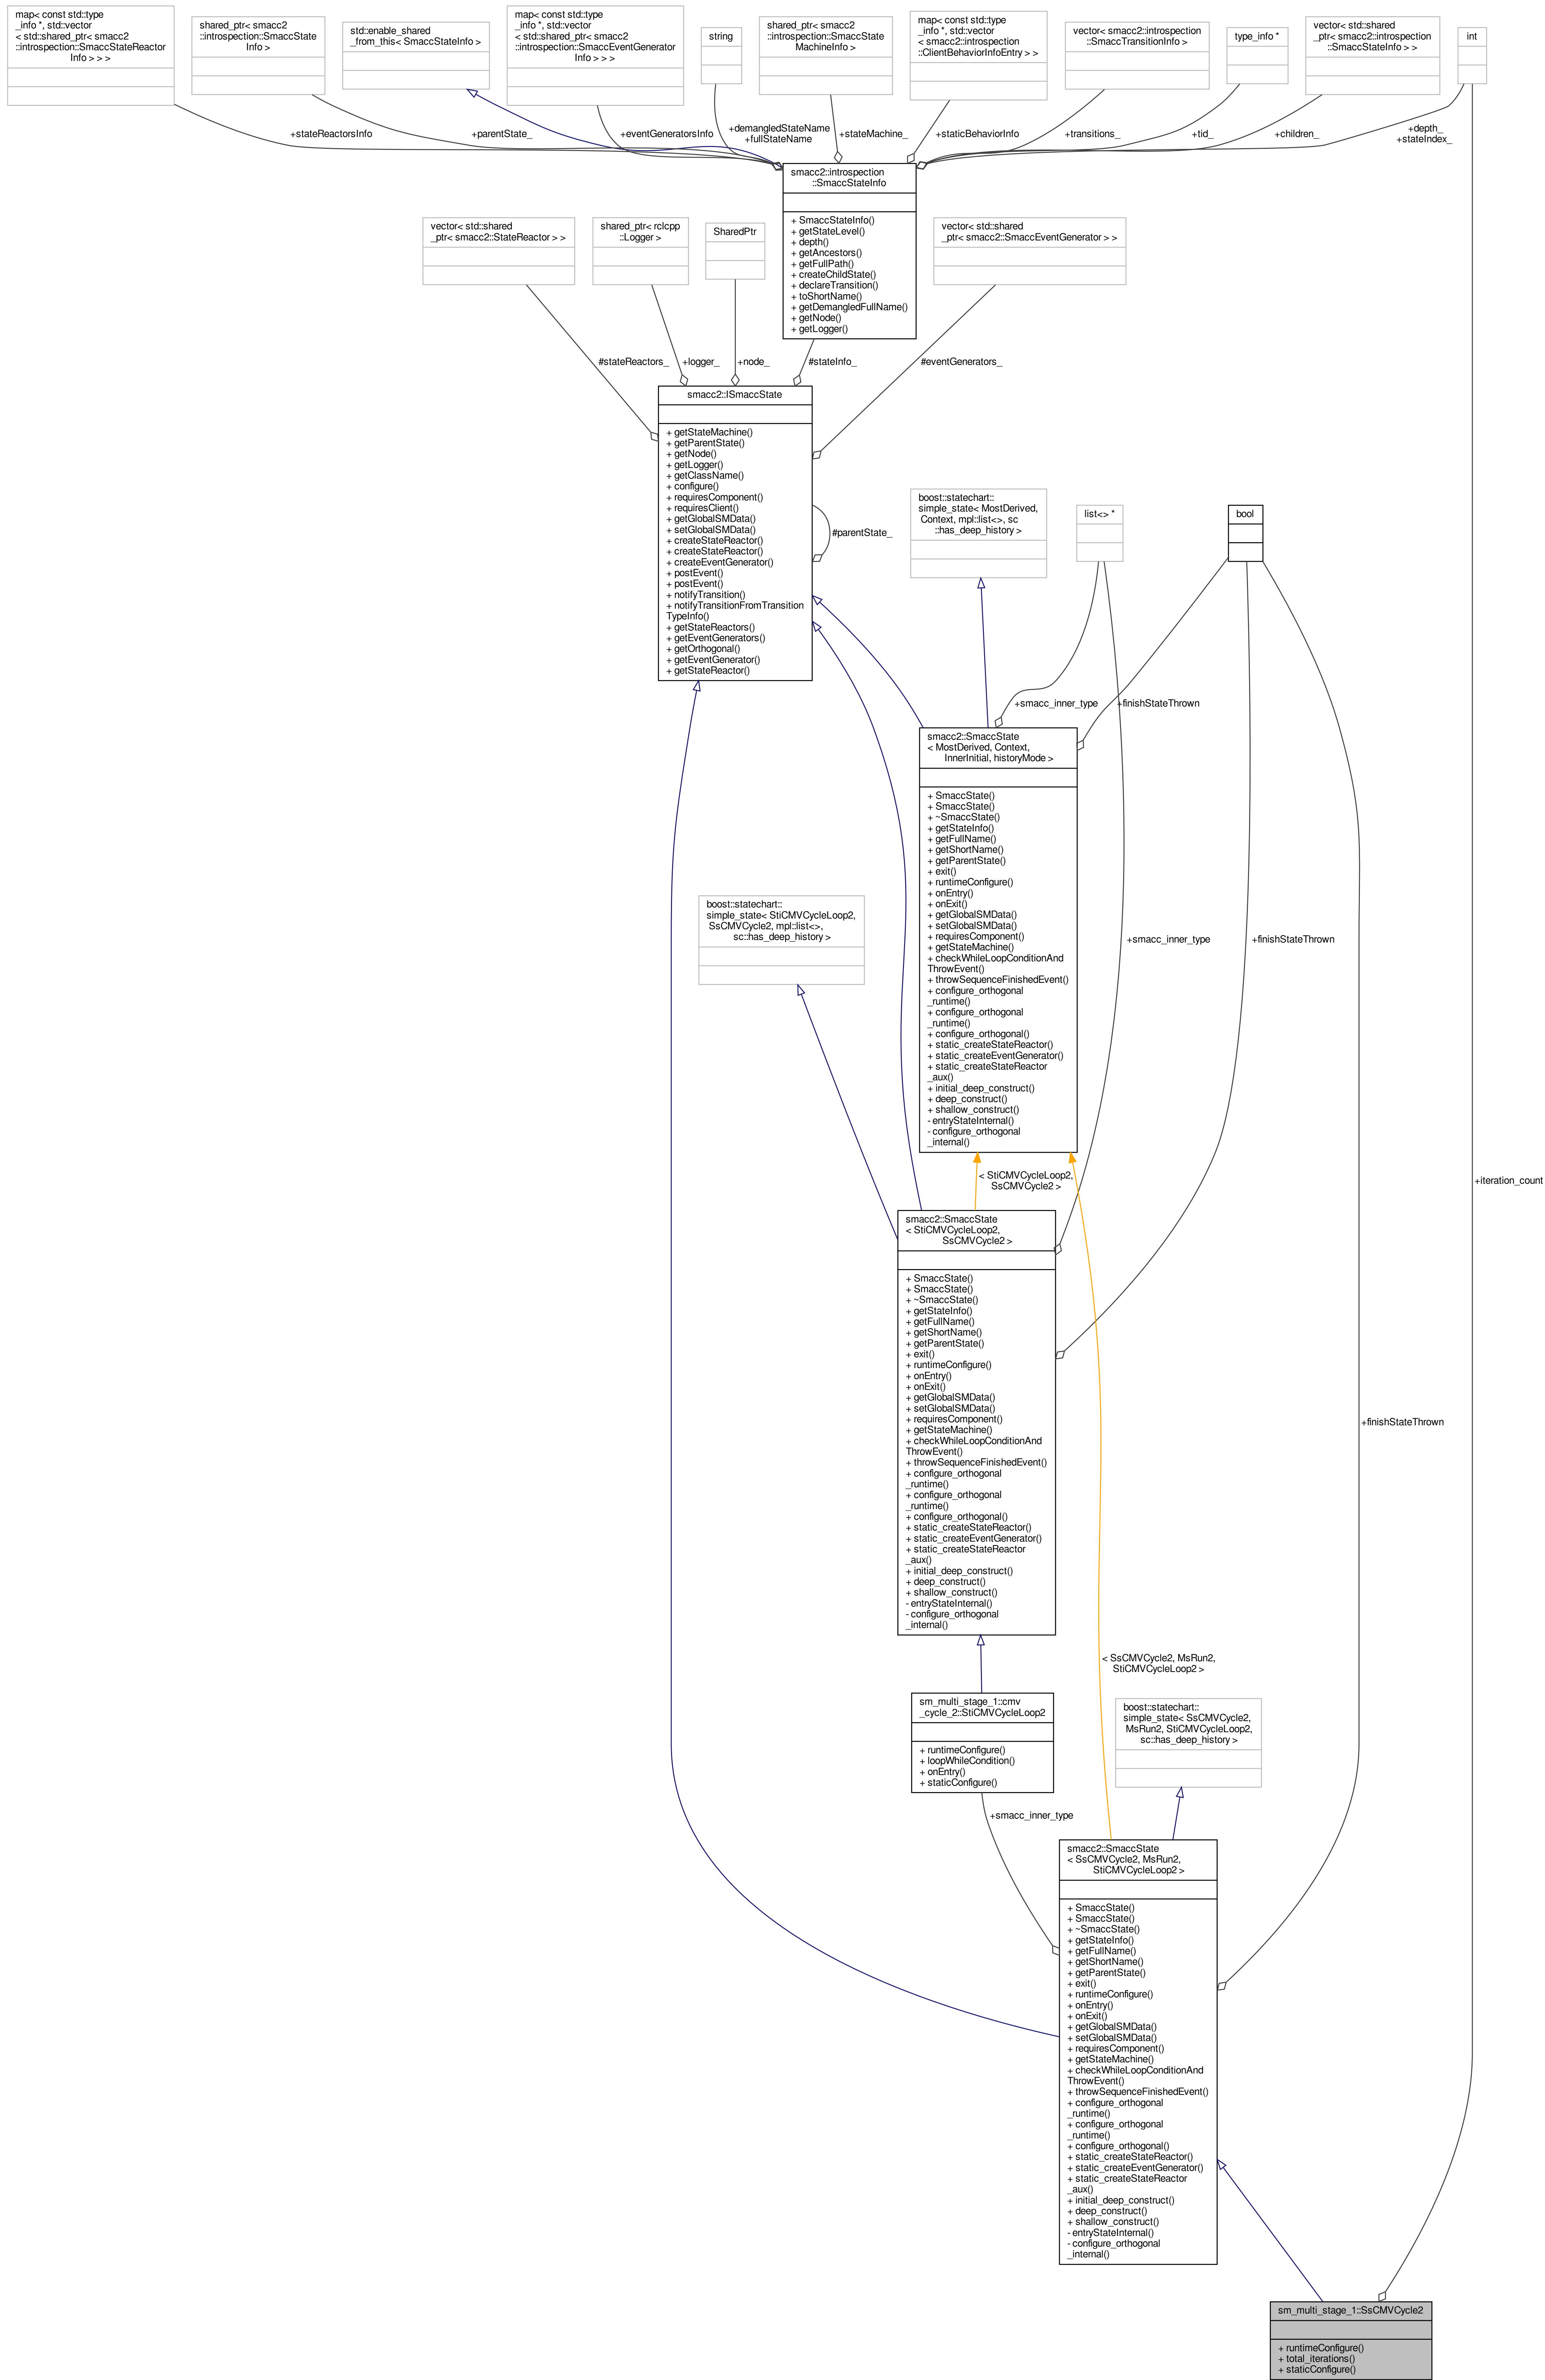 map< const std::type
_info *, std::vector
< std::shared_ptr< smacc2
::introspection::SmaccStateReactor
Info > > >
shared_ptr< smacc2
::introspection::SmaccState
Info >
std::enable_shared
_from_this< SmaccStateInfo >
map< const std::type
_info *, std::vector
< std::shared_ptr< smacc2
::introspection::SmaccEventGenerator
Info > > >
string
shared_ptr< smacc2
::introspection::SmaccState
MachineInfo >
map< const std::type
_info *, std::vector
< smacc2::introspection
::ClientBehaviorInfoEntry > >
vector< smacc2::introspection
::SmaccTransitionInfo >
type_info *
vector< std::shared
_ptr< smacc2::introspection
::SmaccStateInfo > >
int
+stateReactorsInfo
+parentState_
+eventGeneratorsInfo
+demangledStateName
+fullStateName
+stateMachine_
+staticBehaviorInfo
+transitions_
+tid_
+children_
+depth_
+stateIndex_
smacc2::introspection
::SmaccStateInfo
+ SmaccStateInfo()
+ getStateLevel()
+ depth()
+ getAncestors()
+ getFullPath()
+ createChildState()
+ declareTransition()
+ toShortName()
+ getDemangledFullName()
+ getNode()
+ getLogger()
vector< std::shared
_ptr< smacc2::StateReactor > >
shared_ptr< rclcpp
::Logger >
SharedPtr
vector< std::shared
_ptr< smacc2::SmaccEventGenerator > >
#stateReactors_
+logger_
+node_
#stateInfo_
#eventGenerators_
smacc2::ISmaccState
+ getStateMachine()
+ getParentState()
+ getNode()
+ getLogger()
+ getClassName()
+ configure()
+ requiresComponent()
+ requiresClient()
+ getGlobalSMData()
+ setGlobalSMData()
+ createStateReactor()
+ createStateReactor()
+ createEventGenerator()
+ postEvent()
+ postEvent()
+ notifyTransition()
+ notifyTransitionFromTransition
TypeInfo()
+ getStateReactors()
+ getEventGenerators()
+ getOrthogonal()
+ getEventGenerator()
+ getStateReactor()
#parentState_
boost::statechart::
simple_state< MostDerived,
Context, mpl::list<>, sc
::has_deep_history >
list<> *
bool
+smacc_inner_type
+finishStateThrown
smacc2::SmaccState
< MostDerived, Context,
InnerInitial, historyMode >
+ SmaccState()
+ SmaccState()
+ ~SmaccState()
+ getStateInfo()
+ getFullName()
+ getShortName()
+ getParentState()
+ exit()
+ runtimeConfigure()
+ onEntry()
+ onExit()
+ getGlobalSMData()
+ setGlobalSMData()
+ requiresComponent()
+ getStateMachine()
+ checkWhileLoopConditionAnd
ThrowEvent()
+ throwSequenceFinishedEvent()
+ configure_orthogonal
_runtime()
+ configure_orthogonal
_runtime()
+ configure_orthogonal()
+ static_createStateReactor()
+ static_createEventGenerator()
+ static_createStateReactor
_aux()
+ initial_deep_construct()
+ deep_construct()
+ shallow_construct()
- entryStateInternal()
- configure_orthogonal
_internal()
boost::statechart::
simple_state< StiCMVCycleLoop2,
SsCMVCycle2, mpl::list<>,
sc::has_deep_history >
+smacc_inner_type
+finishStateThrown
< StiCMVCycleLoop2,
SsCMVCycle2 >
+iteration_count
smacc2::SmaccState
< StiCMVCycleLoop2,
SsCMVCycle2 >
+ SmaccState()
+ SmaccState()
+ ~SmaccState()
+ getStateInfo()
+ getFullName()
+ getShortName()
+ getParentState()
+ exit()
+ runtimeConfigure()
+ onEntry()
+ onExit()
+ getGlobalSMData()
+ setGlobalSMData()
+ requiresComponent()
+ getStateMachine()
+ checkWhileLoopConditionAnd
ThrowEvent()
+ throwSequenceFinishedEvent()
+ configure_orthogonal
_runtime()
+ configure_orthogonal
_runtime()
+ configure_orthogonal()
+ static_createStateReactor()
+ static_createEventGenerator()
+ static_createStateReactor
_aux()
+ initial_deep_construct()
+ deep_construct()
+ shallow_construct()
- entryStateInternal()
- configure_orthogonal
_internal()
+finishStateThrown
< SsCMVCycle2, MsRun2,
StiCMVCycleLoop2 >
sm_multi_stage_1::cmv
_cycle_2::StiCMVCycleLoop2
+ runtimeConfigure()
+ loopWhileCondition()
+ onEntry()
+ staticConfigure()
boost::statechart::
simple_state< SsCMVCycle2,
MsRun2, StiCMVCycleLoop2,
sc::has_deep_history >
+smacc_inner_type
smacc2::SmaccState
< SsCMVCycle2, MsRun2,
StiCMVCycleLoop2 >
+ SmaccState()
+ SmaccState()
+ ~SmaccState()
+ getStateInfo()
+ getFullName()
+ getShortName()
+ getParentState()
+ exit()
+ runtimeConfigure()
+ onEntry()
+ onExit()
+ getGlobalSMData()
+ setGlobalSMData()
+ requiresComponent()
+ getStateMachine()
+ checkWhileLoopConditionAnd
ThrowEvent()
+ throwSequenceFinishedEvent()
+ configure_orthogonal
_runtime()
+ configure_orthogonal
_runtime()
+ configure_orthogonal()
+ static_createStateReactor()
+ static_createEventGenerator()
+ static_createStateReactor
_aux()
+ initial_deep_construct()
+ deep_construct()
+ shallow_construct()
- entryStateInternal()
- configure_orthogonal
_internal()
sm_multi_stage_1::SsCMVCycle2
+ runtimeConfigure()
+ total_iterations()
+ staticConfigure()